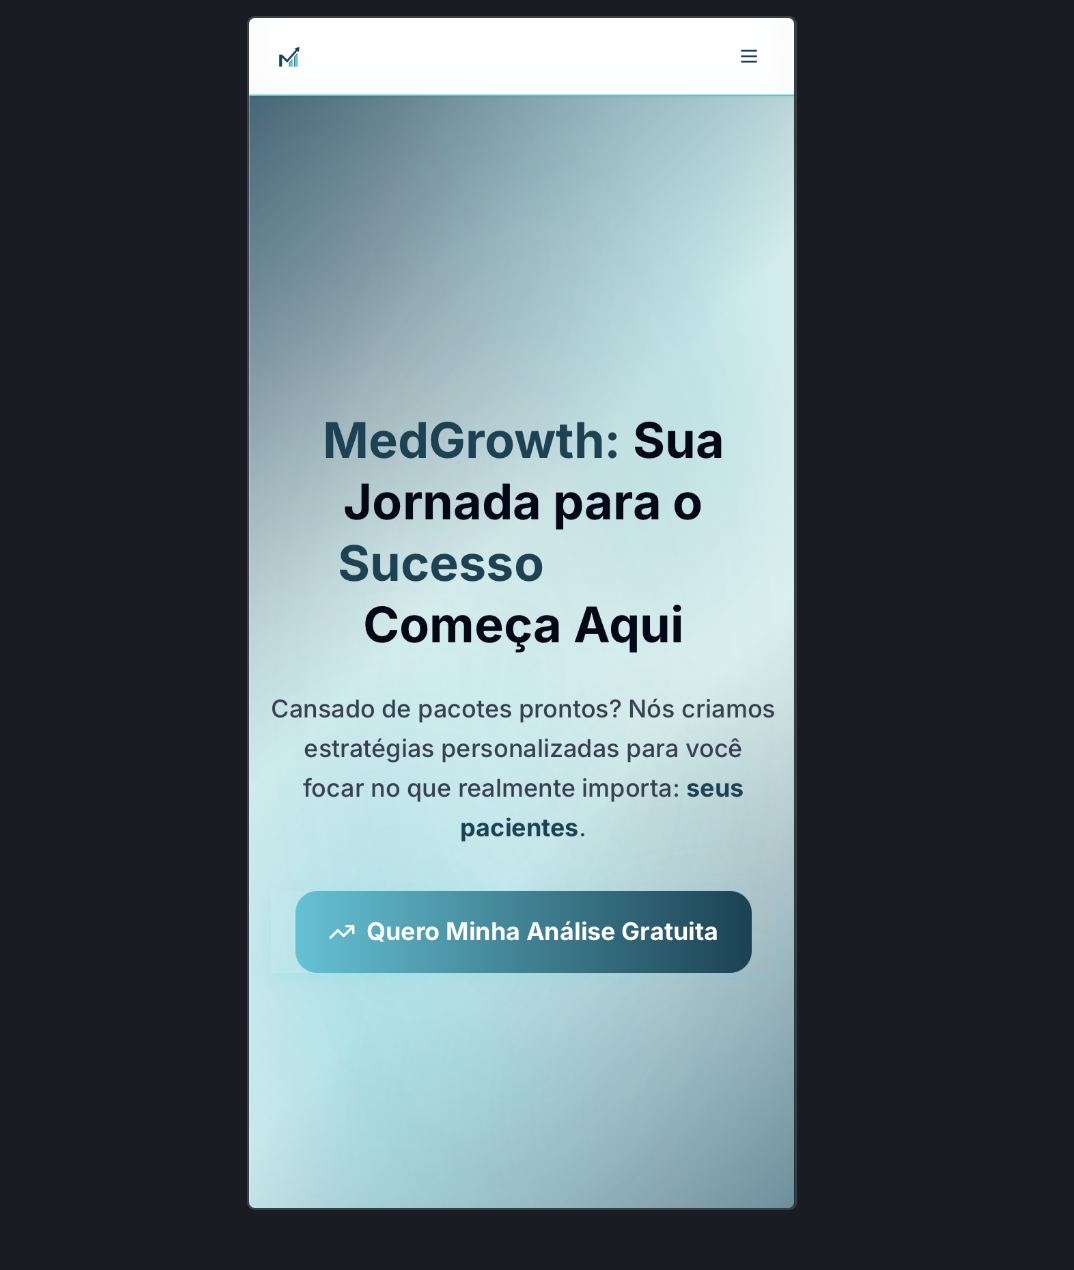 MedGrowth: Sua
Jornada para o
Sucesso
Começa Aqui
Cansado de pacotes prontos? Nós criamos
estratégias personalizadas para você
focar no que realmente importa: seus
pacientes.
Quero Minha Análise Gratuita